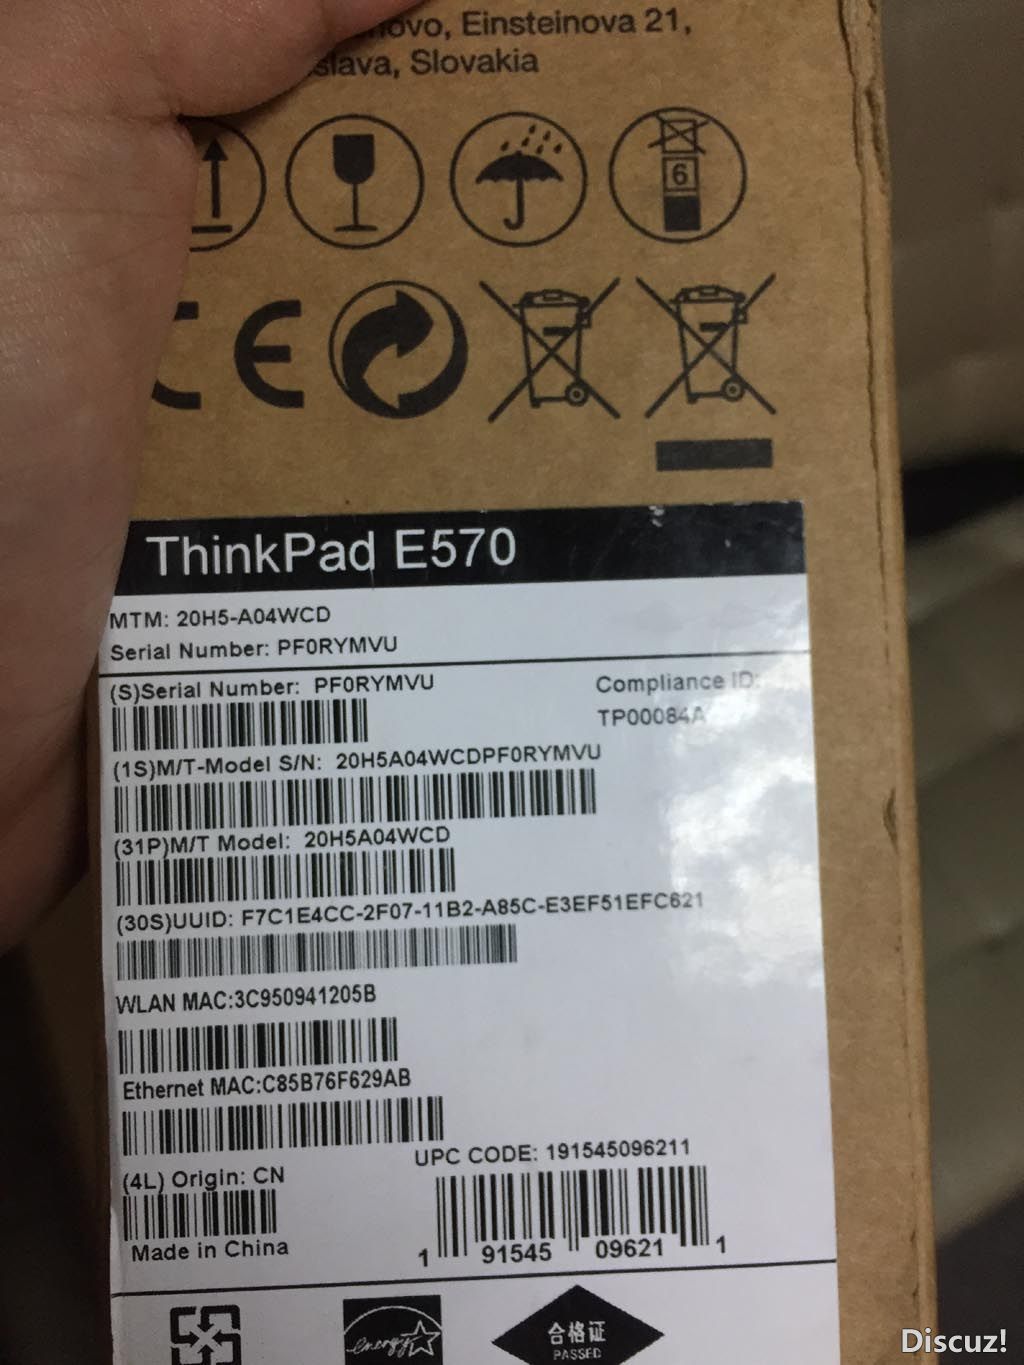 Einsteinova 21,
Slovakia
6
CE
ThinkPad E570
MTM: 20H5-A04WCD
Serial Number: PF0RYMVU
(S)Serial Number: PF0RYMVU
Compliance ID:
TP00084A
(1S)M/T-Model S/N: 20H5A04WCDPF0RYMVU
(31P)M/T Model: 20H5A04WCD
(30S)UUID: F7C1E4CC-2F07-11B2-A85C-E3EF51EFC621
WLAN MAC:3C950941205B
Ethernet MAC:C85B76F629AB
UPC CODE: 191545096211
(4L) Origin: CN
1 91545 09621 1
Made in China
energy
合格证
PASSED
Discuz!